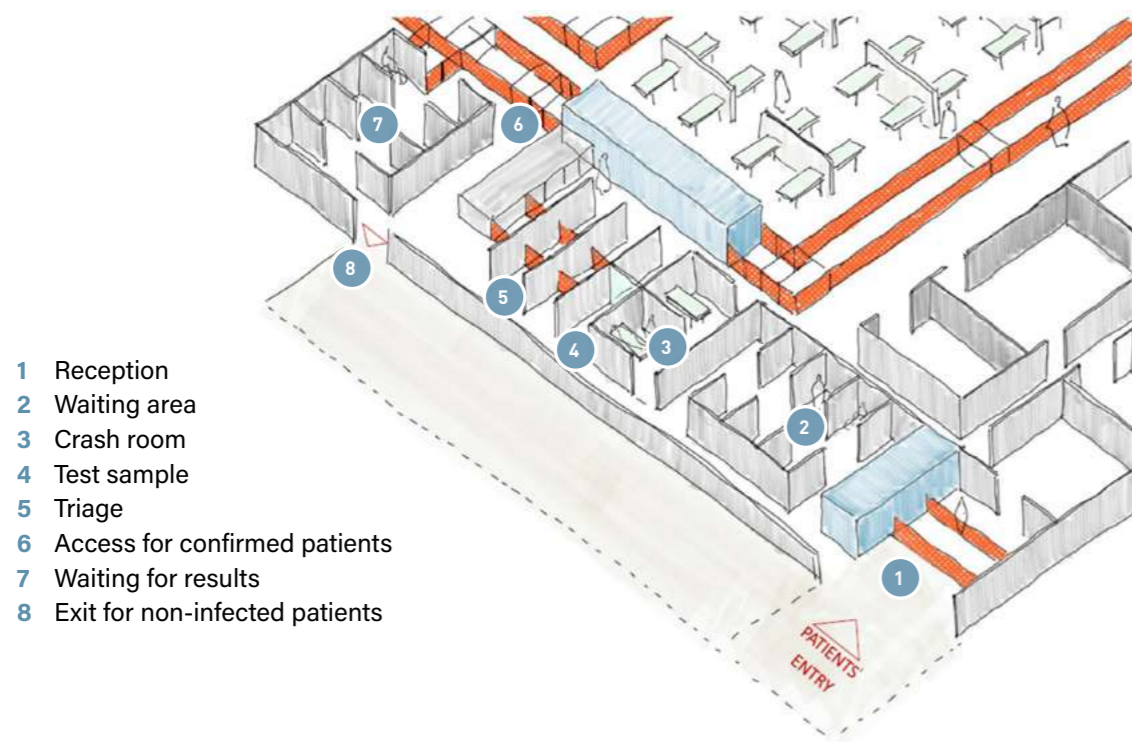 1 Reception
2 Waiting area
3 Crash room
4 Test sample
5 Triage
6 Access for confirmed patients
7 Waiting for results
8 Exit for non-infected patients
7
6
8
5
4
3
2
1
PATIENTS'
ENTRY